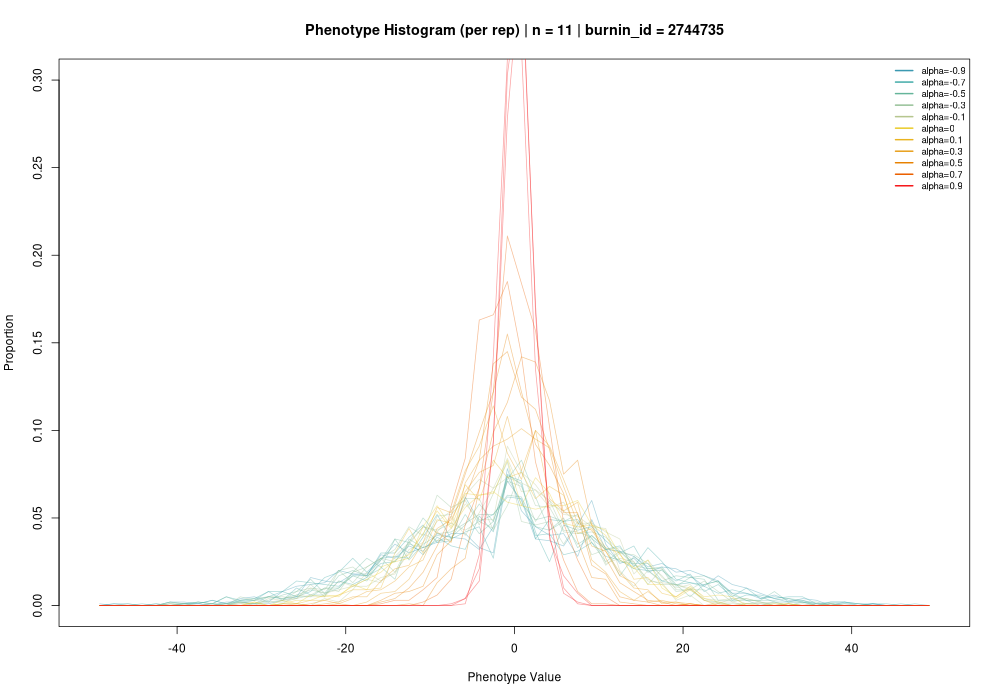 Phenotype Histogram (per rep) | n = 11 | burnin_id = 2744735
alpha=-0.9
alpha=-0.7
alpha=-0.5
alpha=-0.3
alpha=-0.1
alpha=0
alpha=0.1
alpha=0.3
alpha=0.5
alpha=0.7
alpha=0.9
Proportion
0.30
0.25
0.20
0.15
0.10
0.05
0.00
-40 -20 0 20 40
Phenotype Value